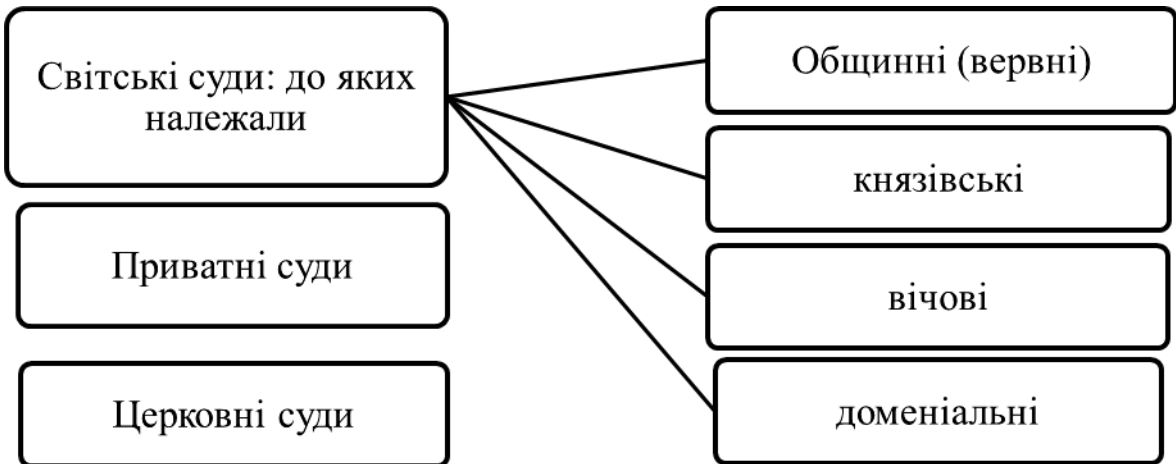 Світські суди: до яких
належали
Приватні суди
Церковні суди
Общинні (вервні)
князівські
вічові
доменіальні